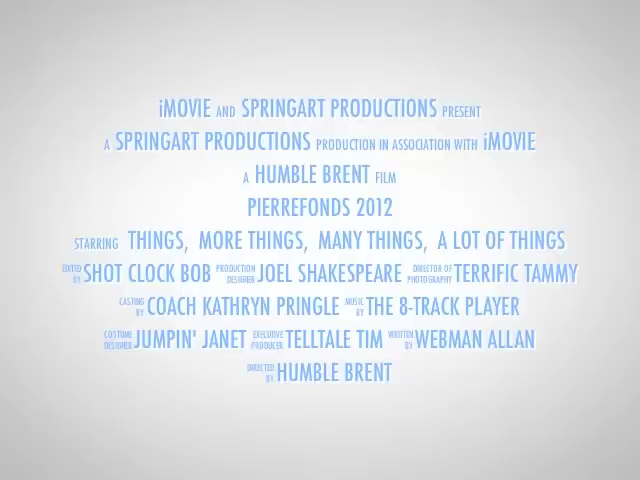 iMOVIE AND SPRINGART PRODUCTIONS PRESENT
A SPRINGART PRODUCTIONS PRODUCTION IN ASSOCIATION WITH iMOVIE
A HUMBLE BRENT FILM
PIERREFONDS 2012
STARRING THINGS, MORE THINGS, MANY THINGS, A LOT OF THINGS
EDITED BY SHOT CLOCK BOB PRODUCTION DESIGNER JOEL SHAKESPEARE DIRECTOR OF PHOTOGRAPHY TERRIFIC TAMMY
CASTING BY COACH KATHRYN PRINGLE MUSIC BY THE 8-TRACK PLAYER
COSTUME DESIGNER JUMPIN' JANET EXECUTIVE PRODUCER TELLTALE TIM WRITTEN BY WEBMAN ALLAN
DIRECTED BY HUMBLE BRENT